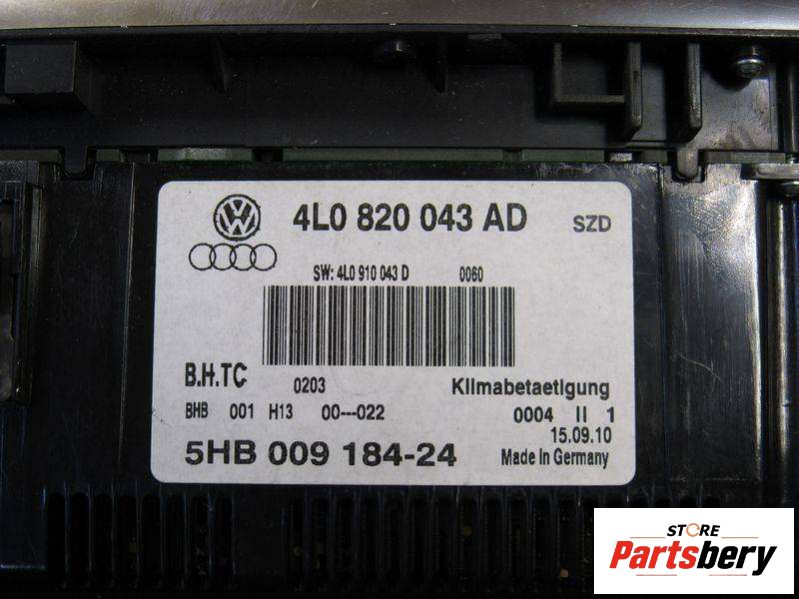 VW
4L0 820 043 AD SZD
SW: 4L0 910 043 D 0060
B.H.TC 0203 Klimabetaetigung
BHB 001 H13 00---022 0004 II 1
15.09.10
5HB 009 184-24 Made in Germany
STORE
Partsbery